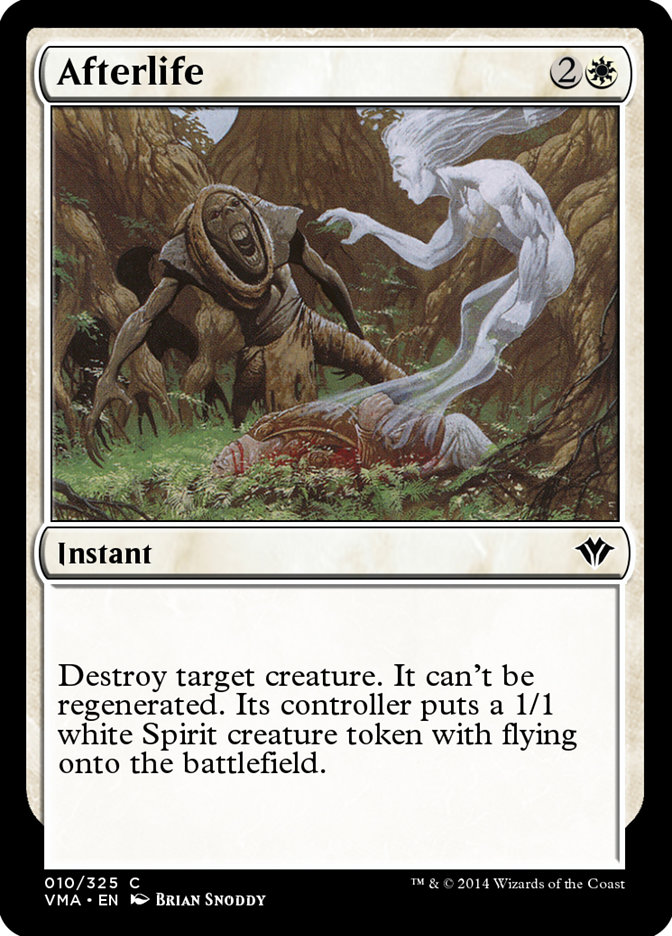 Afterlife 2
Instant
Destroy target creature. It can't be
regenerated. Its controller puts a 1/1
white Spirit creature token with flying
onto the battlefield.
010/325 C
VMA • EN Brian Snoddy
™ & © 2014 Wizards of the Coast